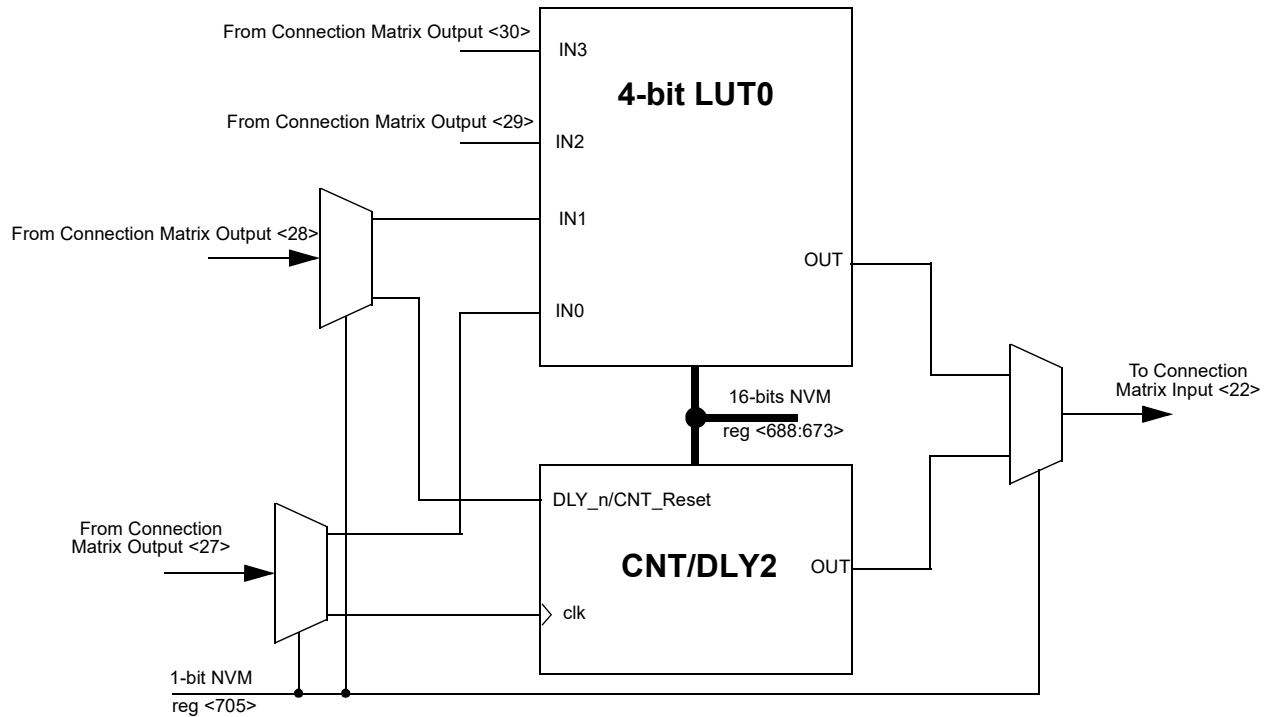 From Connection Matrix Output <30>
IN3
4-bit LUT0
From Connection Matrix Output <29>
IN2
IN1
From Connection Matrix Output <28>
OUT
IN0
To Connection
Matrix Input <22>
16-bits NVM
reg <688:673>
DLY_n/CNT_Reset
From Connection
Matrix Output <27>
CNT/DLY2
OUT
clk
1-bit NVM
reg <705>